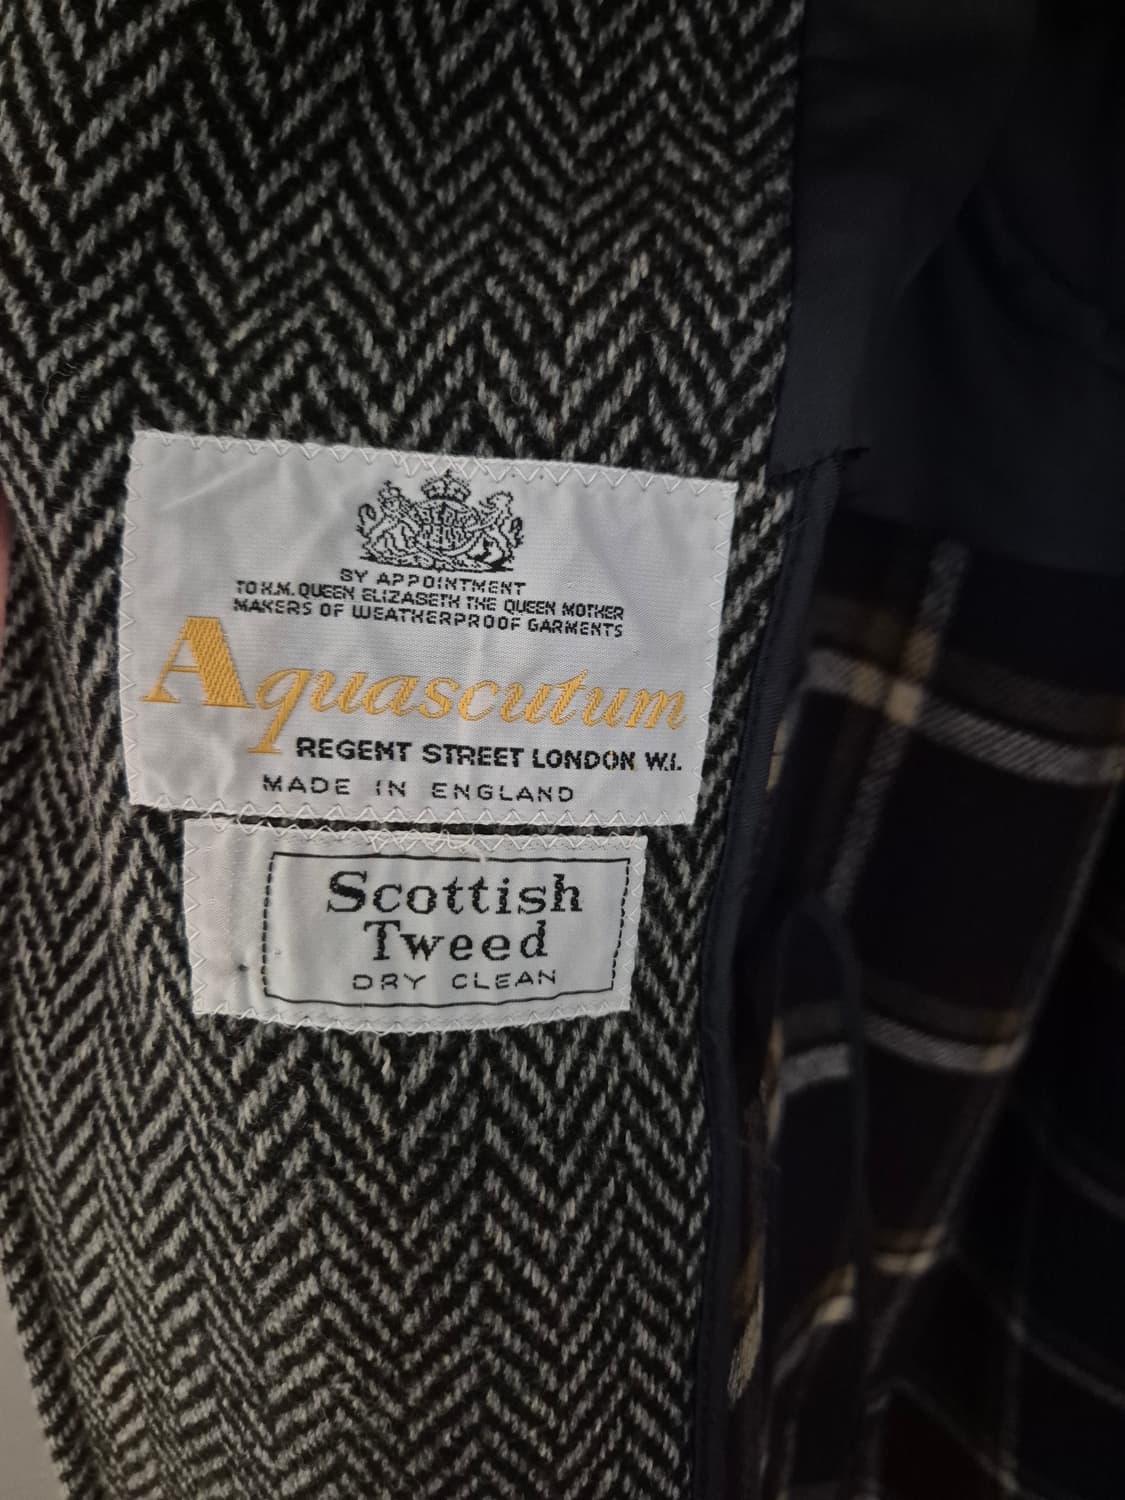 BY APPOINTMENT
TO H.M. QUEEN ELIZABETH THE QUEEN MOTHER
MAKERS OF WEATHERPROOF GARMENTS
Aquascutum
REGENT STREET LONDON W.I.
MADE IN ENGLAND
Scottish
Tweed
DRY CLEAN